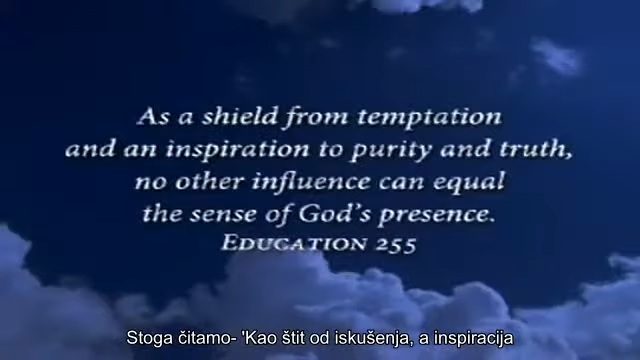 As a shield from temptation
and an inspiration to purity and truth,
no other influence can equal
the sense of God's presence.
EDUCATION 255
Stoga čitamo- 'Kao štit od iskušenja, a inspiracija